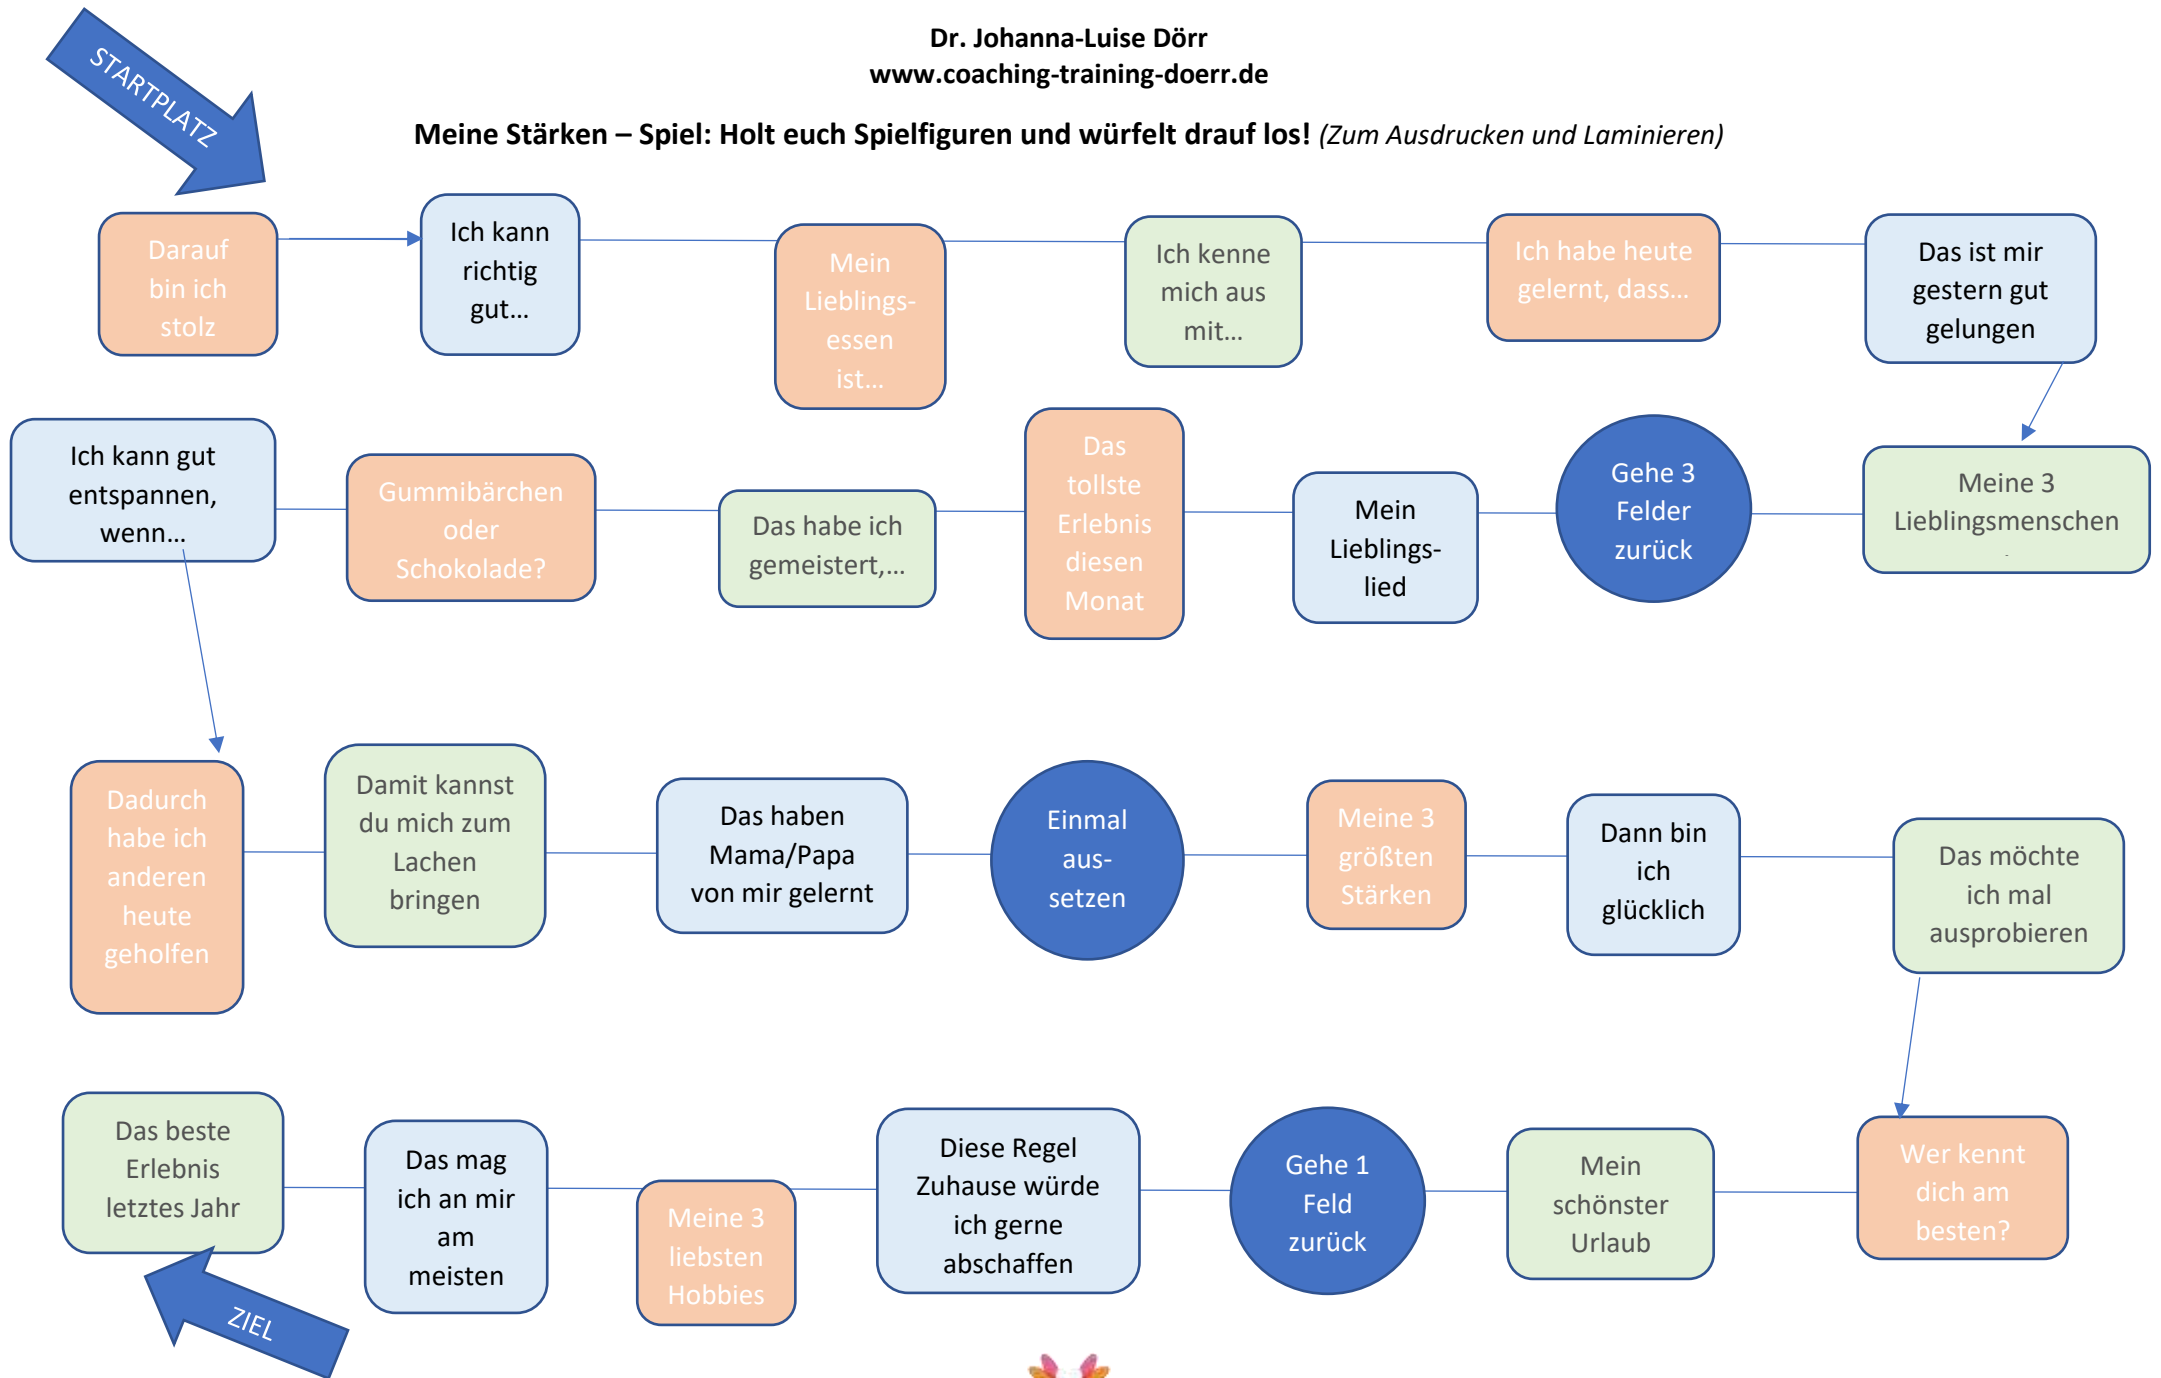 Dr. Johanna-Luise Dörr
www.coaching-training-doerr.de
STARTPLATZ
Meine Stärken – Spiel: Holt euch Spielfiguren und würfelt drauf los! (Zum Ausdrucken und Laminieren)
Darauf
bin ich
stolz
Ich kann
richtig
gut...
Mein
Lieblings-
essen
ist...
Ich kenne
mich aus
mit...
Ich habe heute
gelernt, dass...
Das ist mir
gestern gut
gelungen
Meine 3
Lieblingsmenschen
Gehe 3
Felder
zurück
Mein
Lieblings-
lied
Das
tollste
Erlebnis
diesen
Monat
Das habe ich
gemeistert,...
Gummibärchen
oder
Schokolade?
Ich kann gut
entspannen,
wenn...
Dadurch
habe ich
anderen
heute
geholfen
Damit kannst
du mich zum
Lachen
bringen
Das haben
Mama/Papa
von mir gelernt
Einmal
aus-
setzen
Meine 3
größten
Stärken
Dann bin
ich
glücklich
Das möchte
ich mal
ausprobieren
Wer kennt
dich am
besten?
Mein
schönster
Urlaub
Gehe 1
Feld
zurück
Diese Regel
Zuhause würde
ich gerne
abschaffen
Meine 3
liebsten
Hobbies
Das mag
ich an mir
am
meisten
Das beste
Erlebnis
letztes Jahr
ZIEL